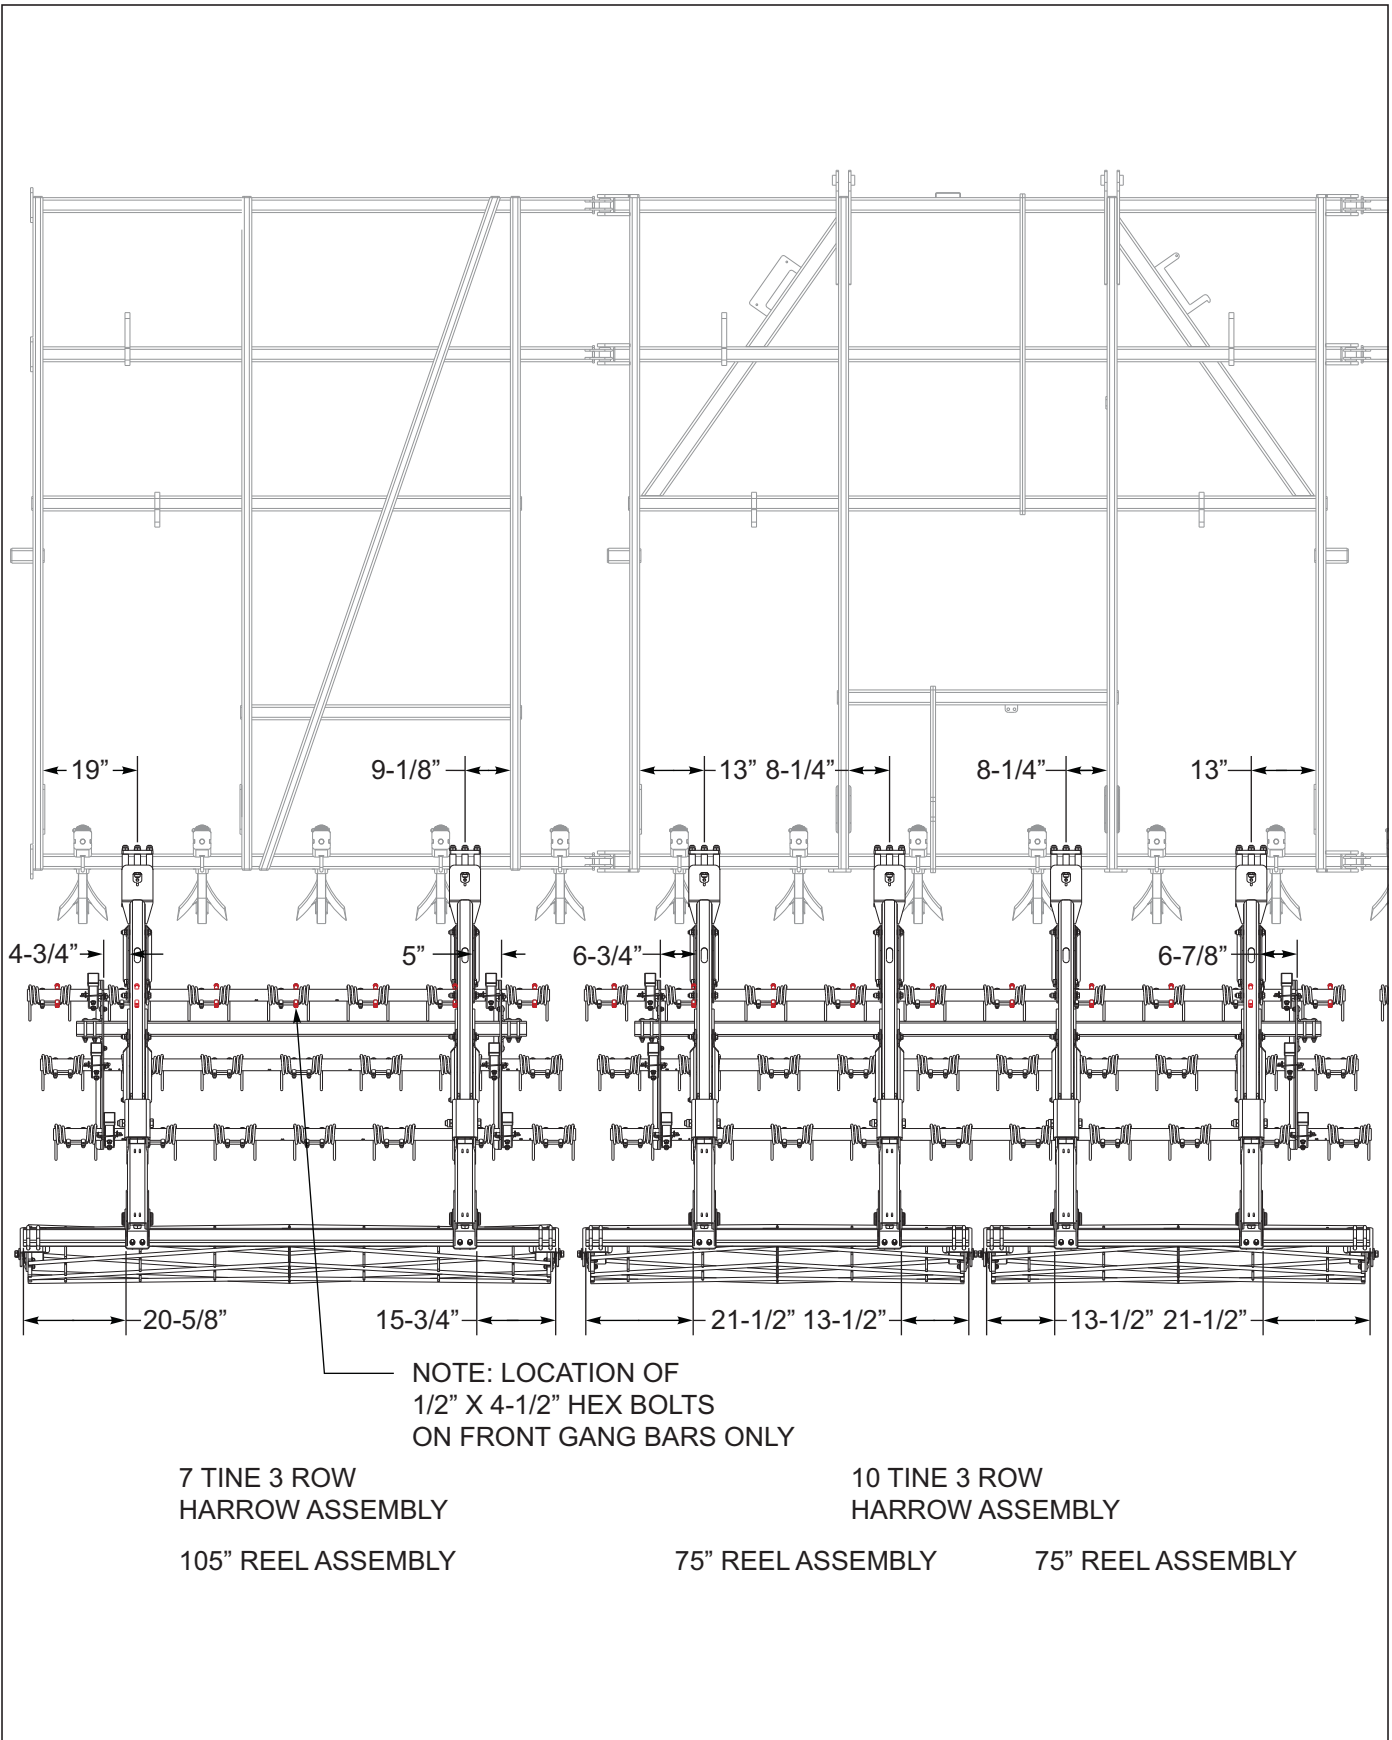 19”
9-1/8”
13” 8-1/4”
8-1/4”
13”
4-3/4”
5”
6-3/4”
6-7/8”
20-5/8”
15-3/4”
21-1/2” 13-1/2”
13-1/2” 21-1/2”
NOTE: LOCATION OF
1/2” X 4-1/2” HEX BOLTS
ON FRONT GANG BARS ONLY
7 TINE 3 ROW
HARROW ASSEMBLY
10 TINE 3 ROW
HARROW ASSEMBLY
105” REEL ASSEMBLY
75” REEL ASSEMBLY
75” REEL ASSEMBLY